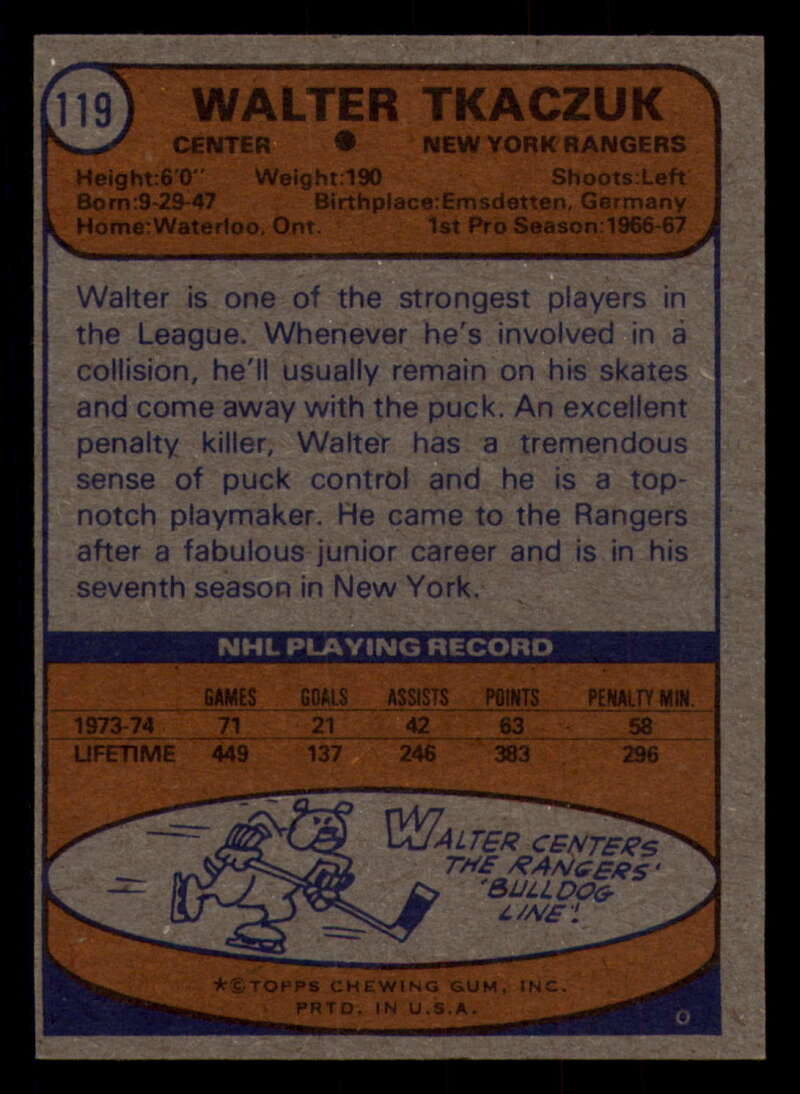 119
WALTER TKACZUK
CENTER ● NEW YORK RANGERS
Height:6'0" Weight:190 Shoots:Left
Born:9-29-47 Birthplace:Emsdetten, Germany
Home:Waterloo, Ont. 1st Pro Season:1966-67
Walter is one of the strongest players in
the League. Whenever he's involved in a
collision, he'll usually remain on his skates
and come away with the puck. An excellent
penalty killer, Walter has a tremendous
sense of puck control and he is a top-
notch playmaker. He came to the Rangers
after a fabulous junior career and is in his
seventh season in New York.
NHL PLAYING RECORD
GAMES GOALS ASSISTS POINTS PENALTY MIN.
1973-74 71 21 42 63 58
LIFETIME 449 137 246 383 296
WALTER CENTERS
THE RANGERS'
'BULLDOG
LINE'!
*©TOPPS CHEWING GUM, INC.
PRTD. IN U.S.A.
O